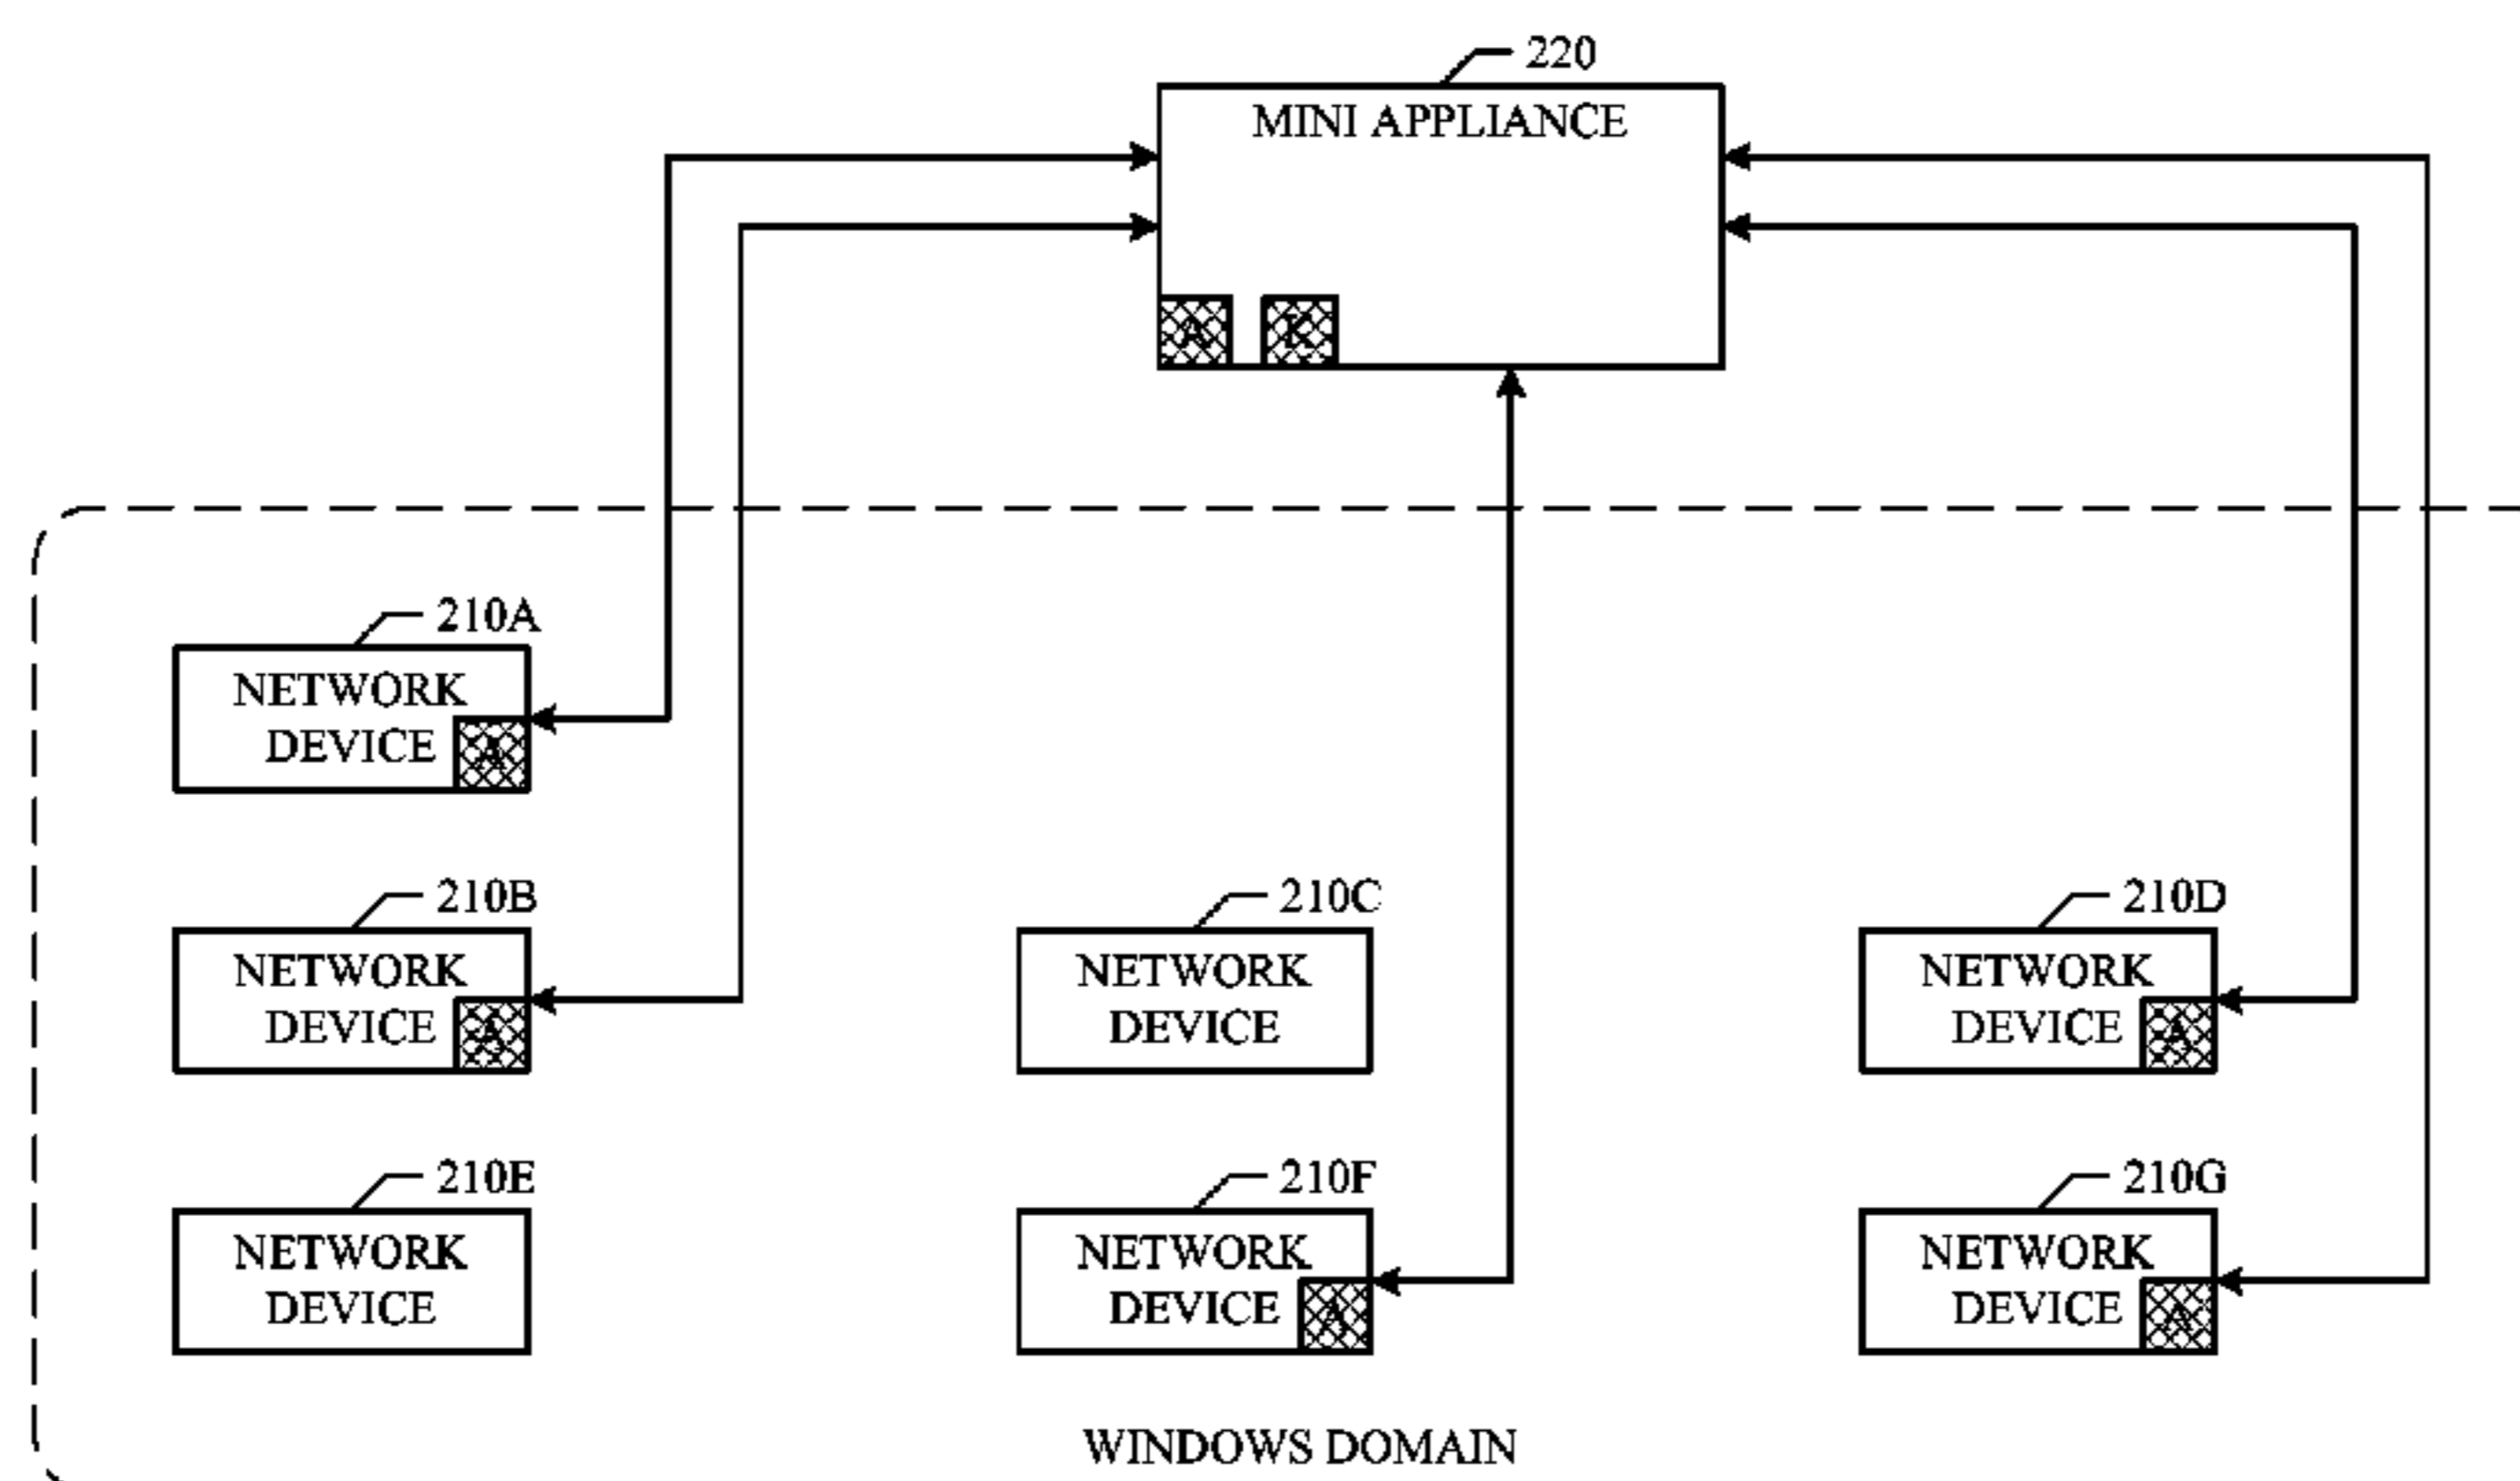 220
MINI APPLIANCE
A K
210A
NETWORK
DEVICE A
210B
NETWORK
DEVICE A
210C
NETWORK
DEVICE
210D
NETWORK
DEVICE A
210E
NETWORK
DEVICE
210F
NETWORK
DEVICE A
210G
NETWORK
DEVICE A
WINDOWS DOMAIN